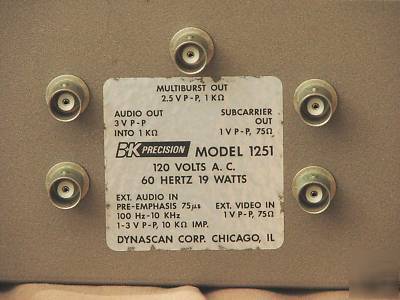 MULTIBURST OUT
2.5 V P-P, 1 KΩ
AUDIO OUT
3 V P-P
INTO 1 KΩ
SUBCARRIER
OUT
1 V P-P, 75Ω
BK PRECISION MODEL 1251
120 VOLTS A. C.
60 HERTZ 19 WATTS
EXT. AUDIO IN
PRE-EMPHASIS 75μs
100 Hz-10 KHz
1-3 V P-P, 10 KΩ IMP.
EXT. VIDEO IN
1 V P-P, 75Ω
DYNASCAN CORP. CHICAGO, IL